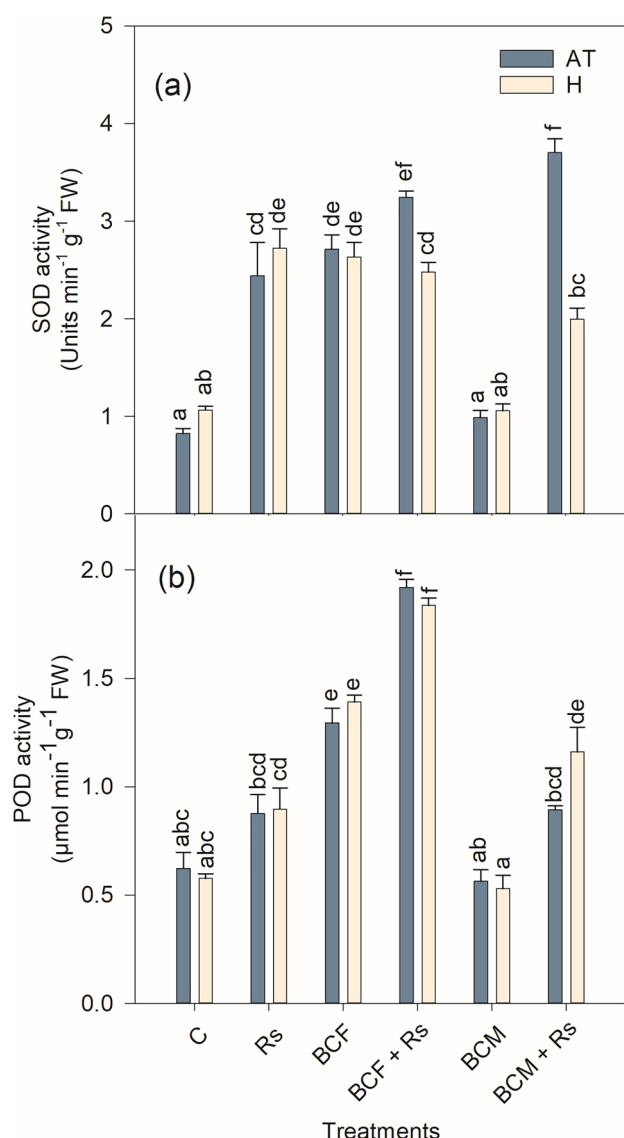 5
AT
(a)
H
4
f
ef
SOD activity
(Units min⁻¹ g⁻¹ FW)
3
cd de de de cd
2
bc
1
a ab a ab
0
(b)
2.0
f f
POD activity
(µmol min⁻¹ g⁻¹ FW)
1.5
e e
de
1.0
bcd cd bcd
abc abc ab a
0.5
0.0
C Rs BCF BCF + Rs BCM BCM + Rs
Treatments